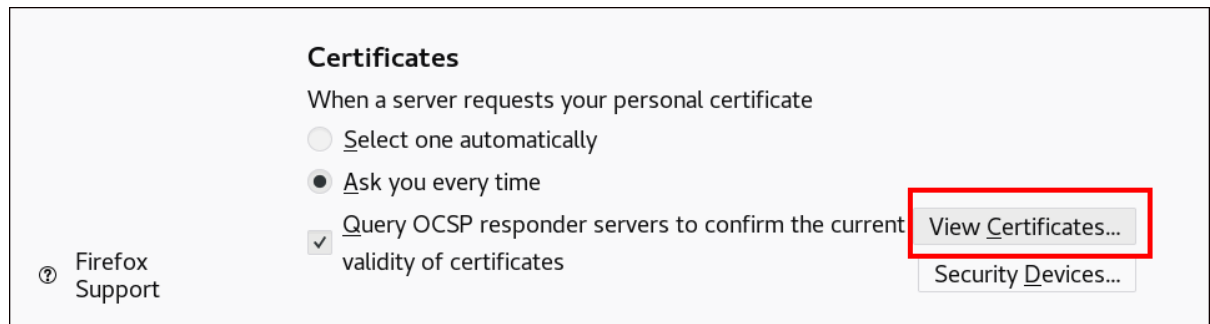 Certificates
When a server requests your personal certificate
Select one automatically
Ask you every time
Query OCSP responder servers to confirm the current
validity of certificates
View Certificates...
Security Devices...
Firefox
Support